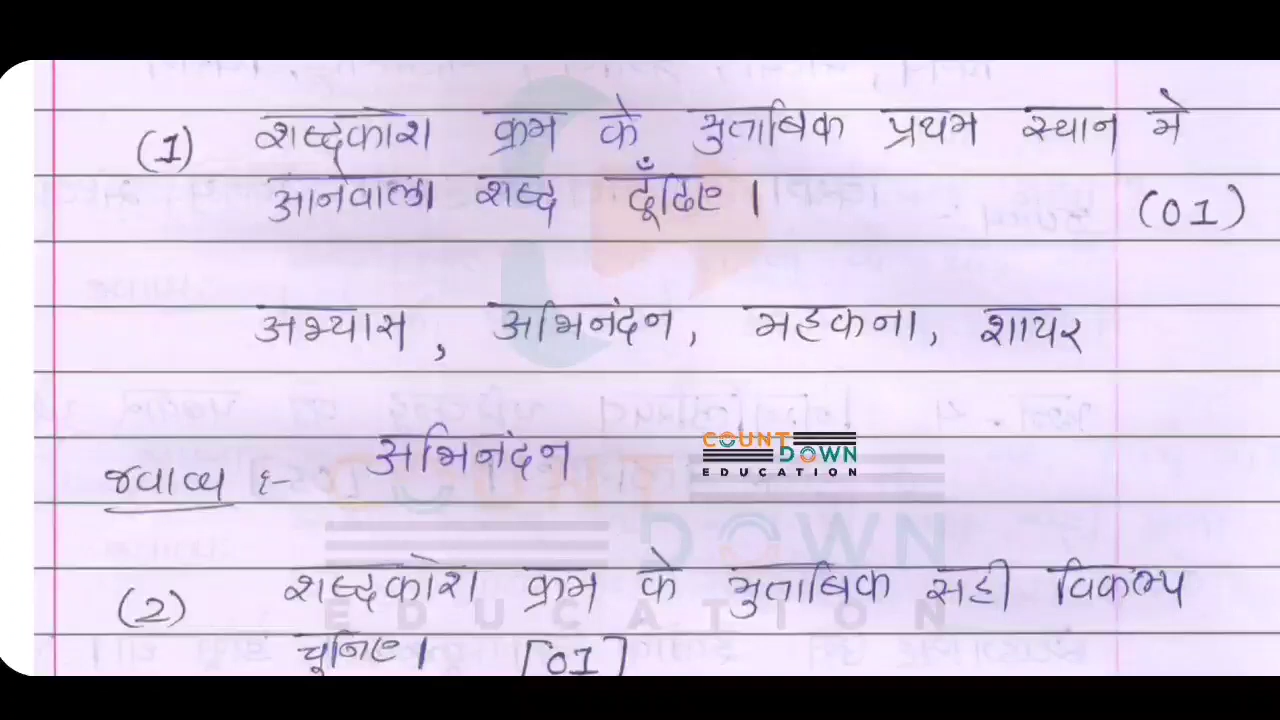 (1) शब्दकोश क्रम के मुताबिक प्रथम स्थान मे
आनेवाला शब्द ढूँढिए । (01)
अभ्यास, अभिनंदन, महकना, शायर
जवाब :- अभिनंदन
COUNT
DOWN
EDUCATION
(2) शब्दकोश क्रम के मुताबिक सही विकल्प
चूनिए । [01]